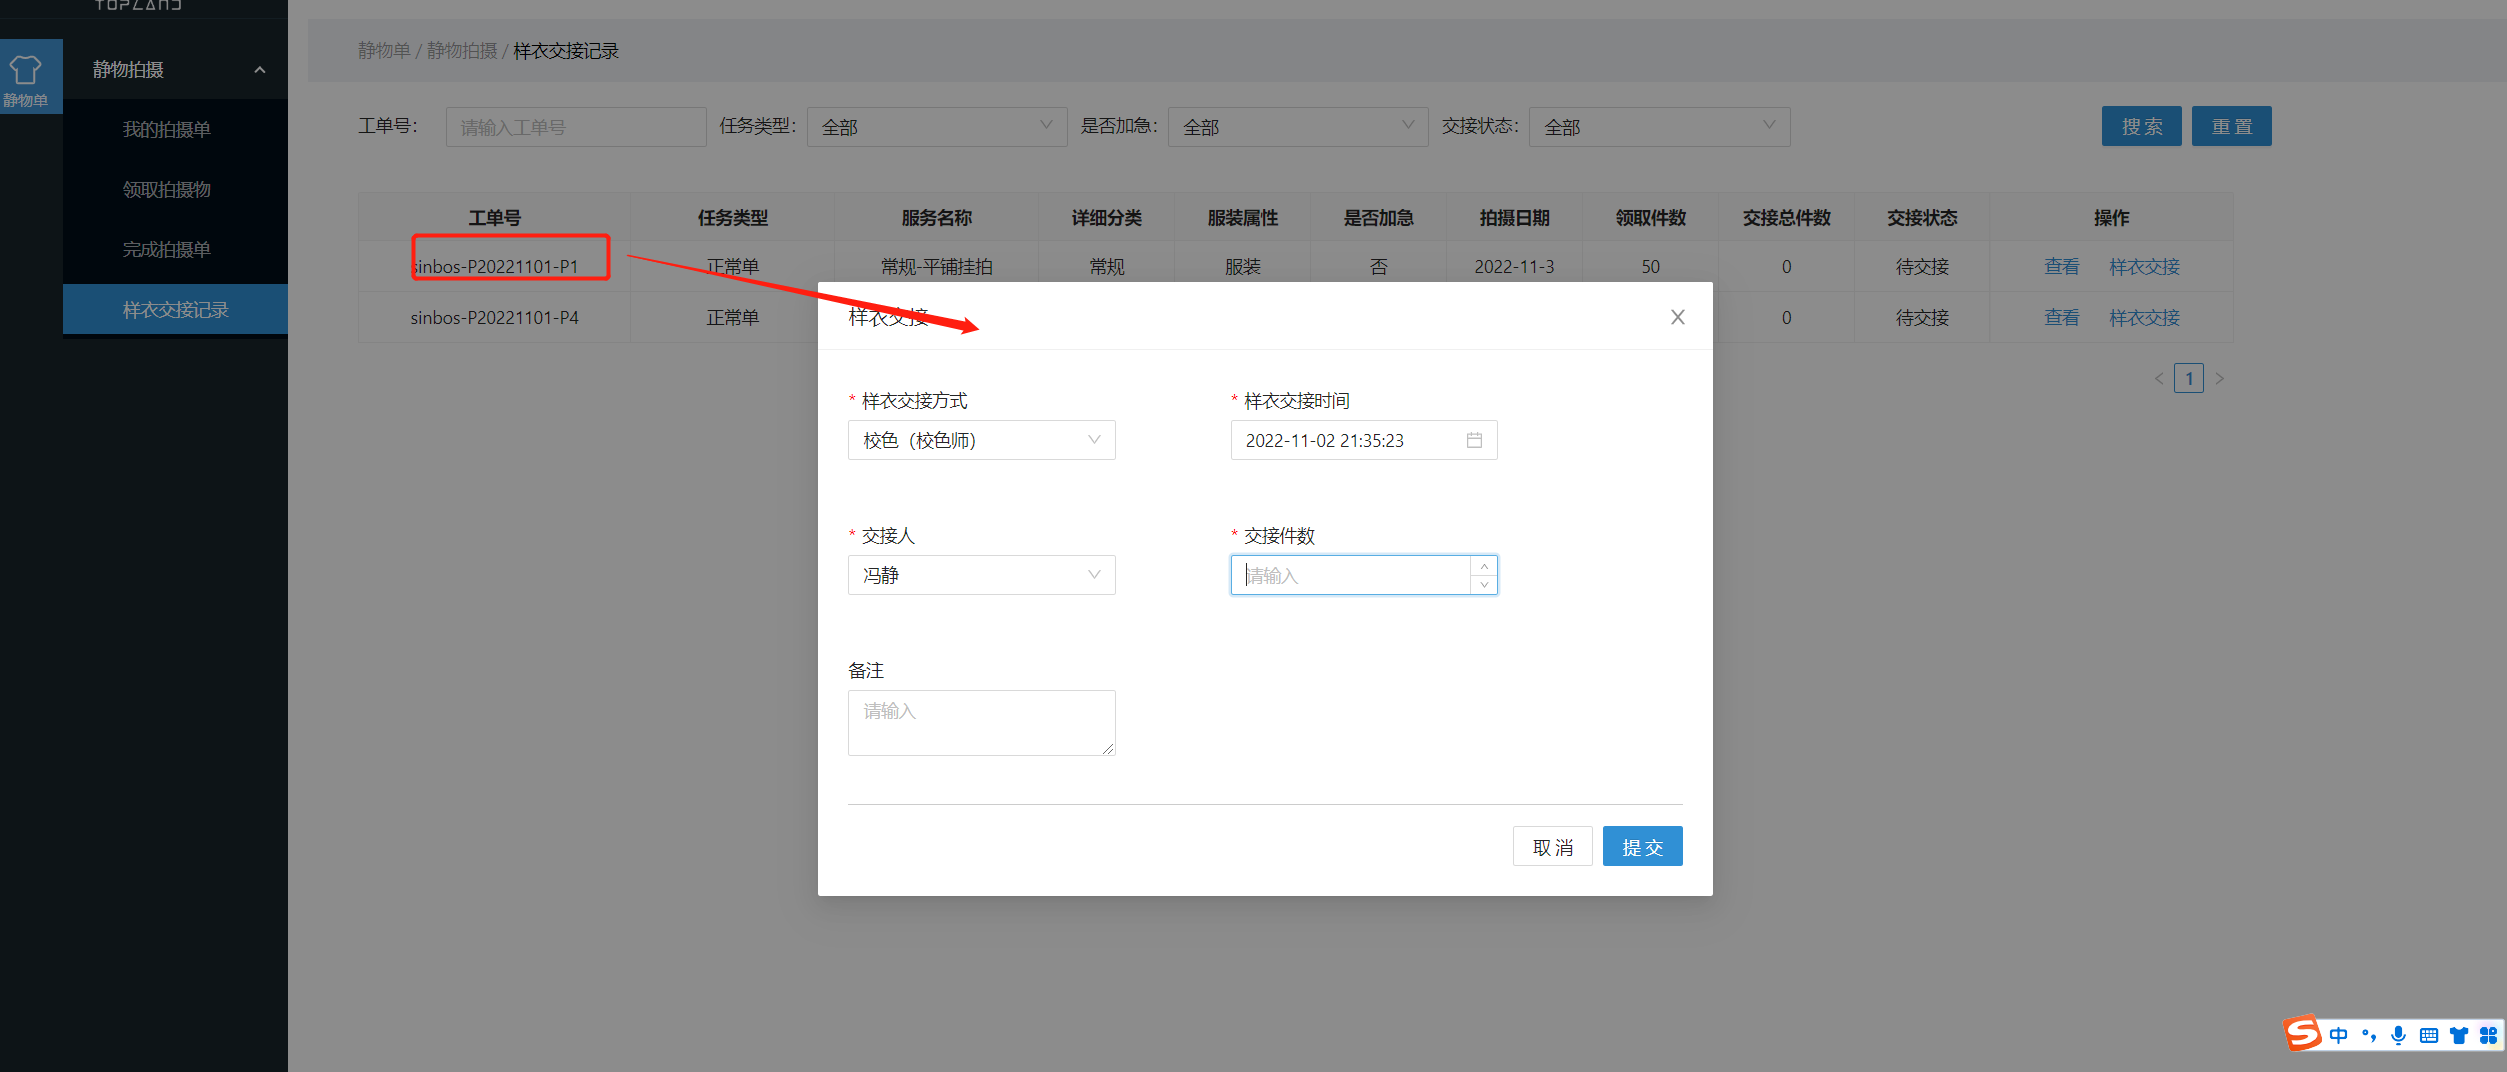 TOPLAND
静物单
静物拍摄
我的拍摄单
领取拍摄物
完成拍摄单
样衣交接记录
静物单 / 静物拍摄 / 样衣交接记录
工单号: 请输入工单号 任务类型: 全部 是否加急: 全部 交接状态: 全部 搜 索 重 置
工单号 任务类型 服务名称 详细分类 服装属性 是否加急 拍摄日期 领取件数 交接总件数 交接状态 操作
sinbos-P20221101-P1 正常单 常规-平铺挂拍 常规 服装 否 2022-11-3 50 0 待交接 查看 样衣交接
sinbos-P20221101-P4 正常单 0 待交接 查看 样衣交接
1
样衣交接
* 样衣交接方式 * 样衣交接时间
校色（校色师） 2022-11-02 21:35:23
* 交接人 * 交接件数
冯静 请输入
备注
请输入
取 消 提 交
S 中